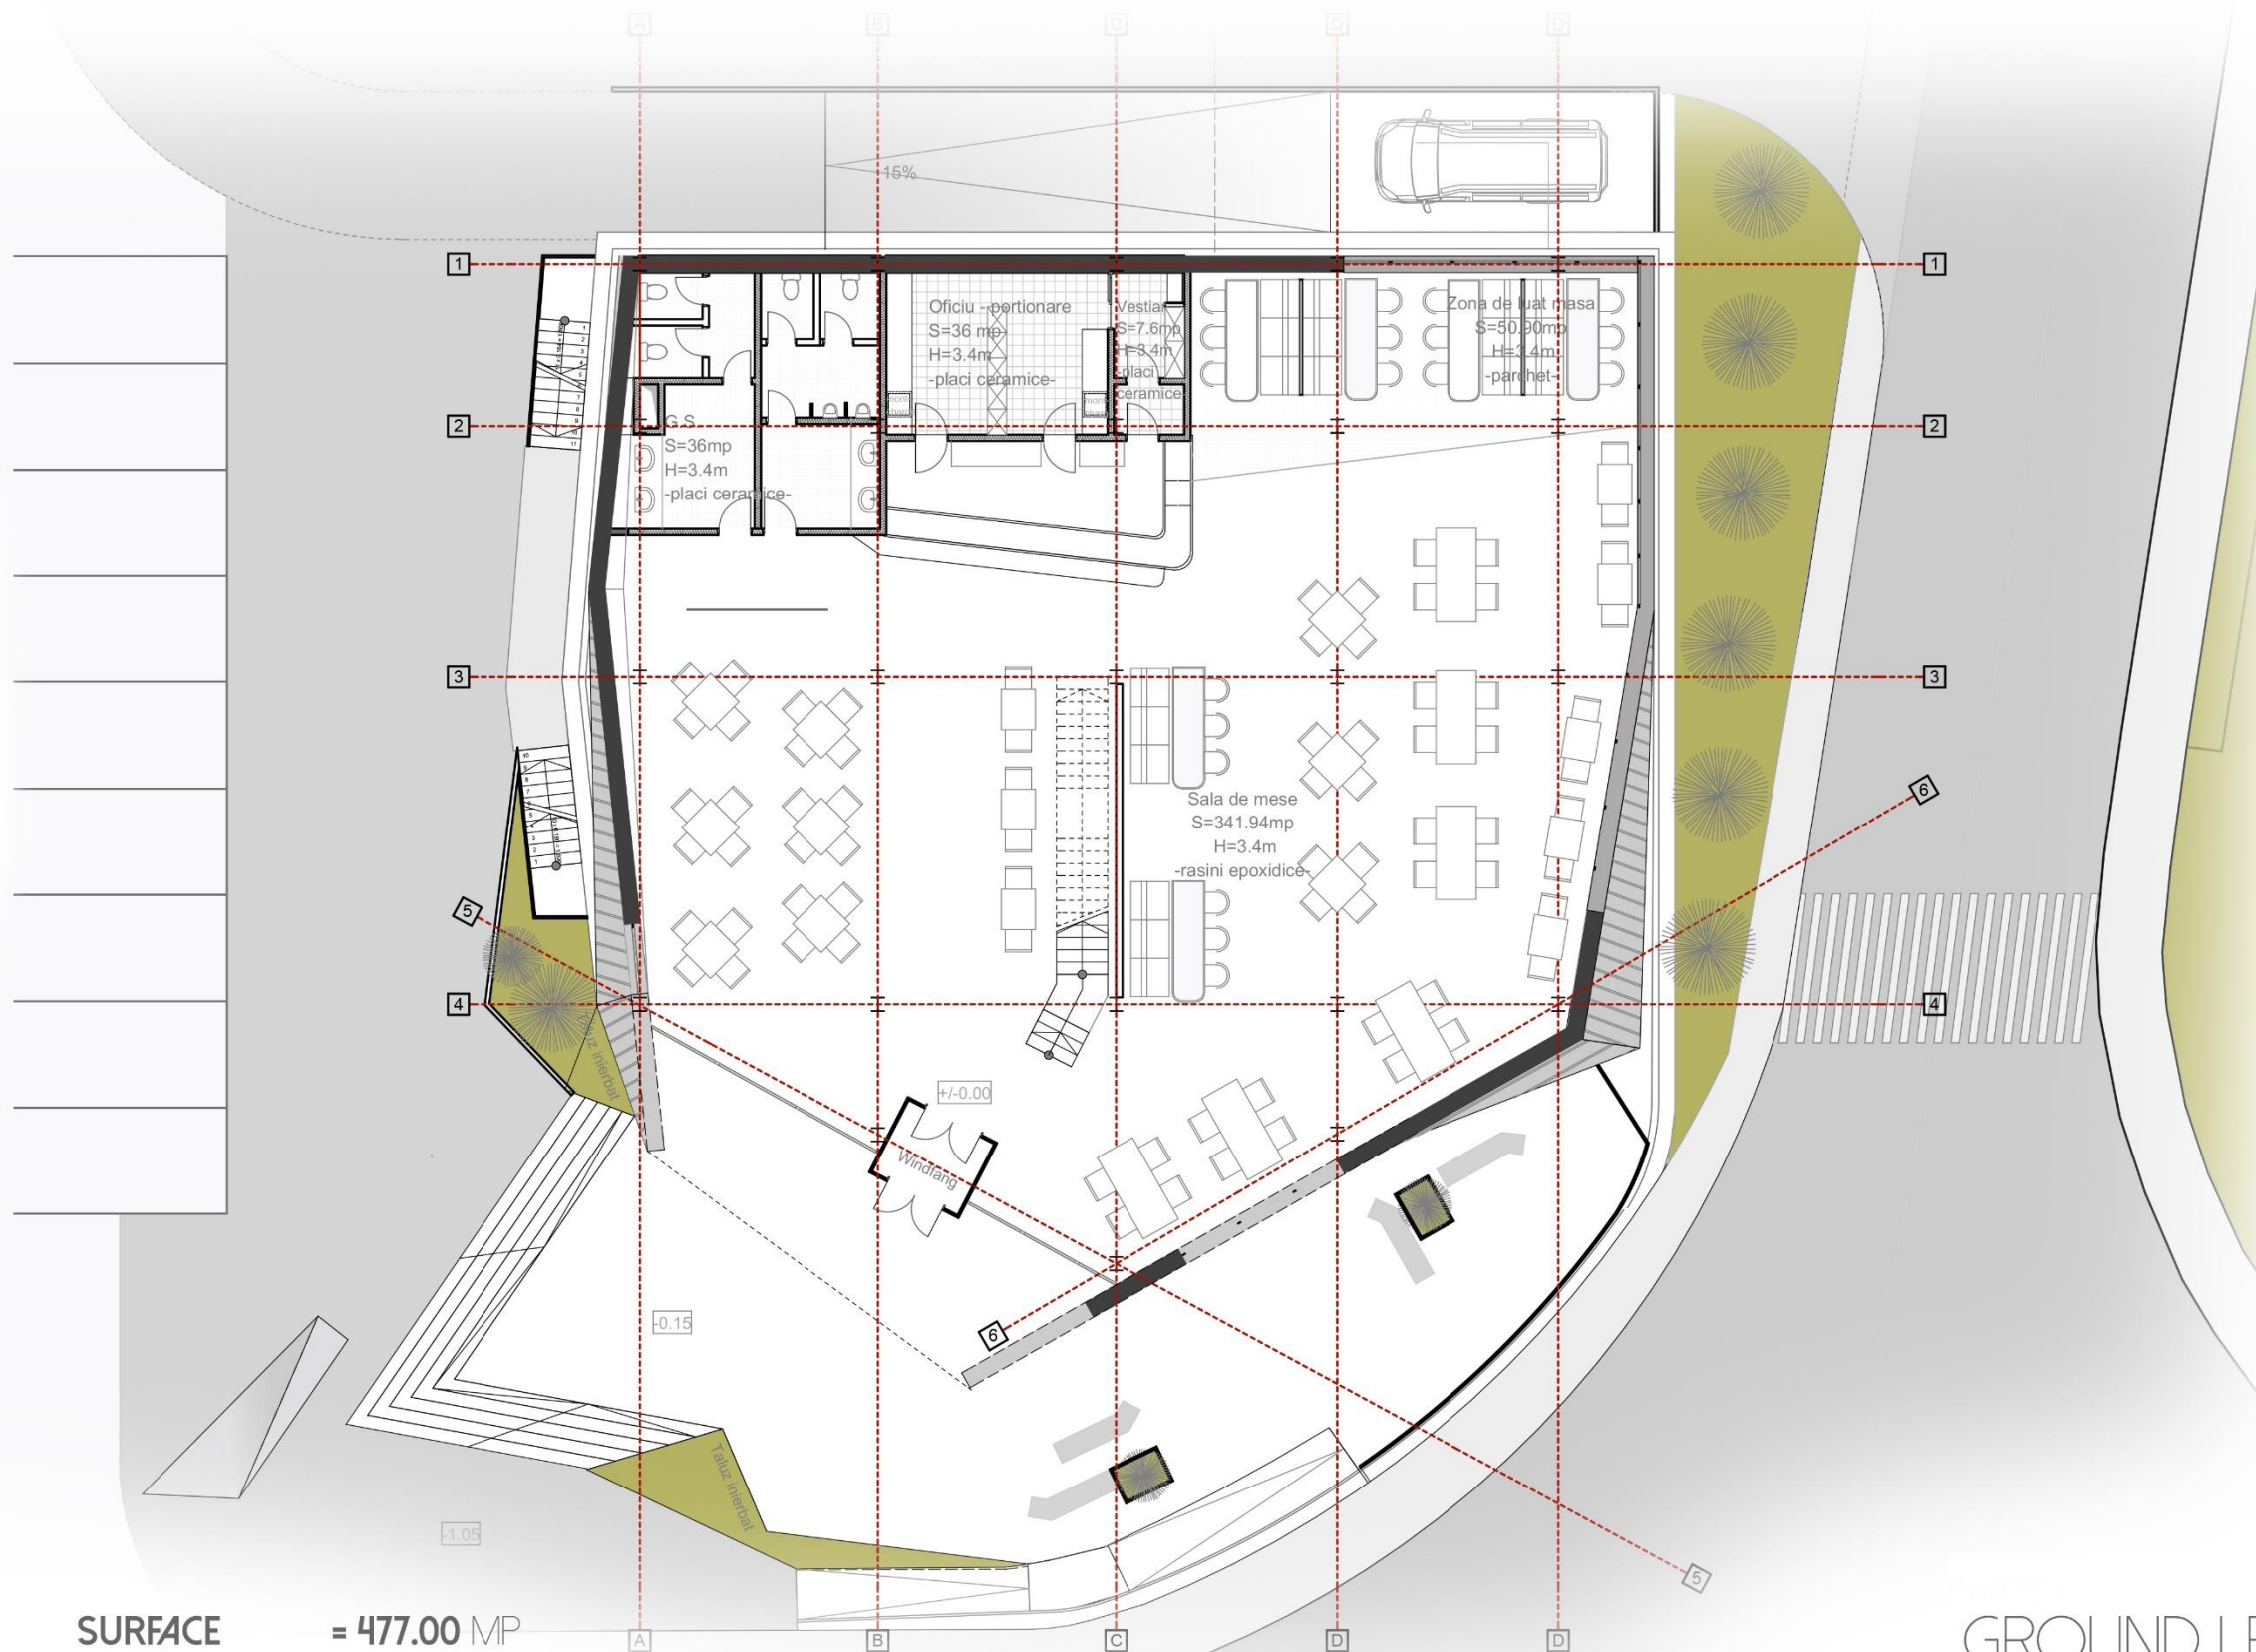 A B C D D
15%
1 1
Oficiu - portionare
S=36 mp
H=3.4m
-placi ceramice-
Vestiar
S=7.6mp
H=3.4m
-placi
ceramice-
Zona de luat masa
S=50.90mp
H=3.4m
-parchet-
2 2
G.S.
S=36mp
H=3.4m
-placi ceramice-
3 3
Sala de mese
S=341.94mp
H=3.4m
-rasini epoxidice-
6
5
4 4
Taluz inierbat
+/-0.00
Windfang
-0.15
6
Taluz inierbat
-1.05
5
SURFACE = 477.00 MP
A B C D D
GROUND